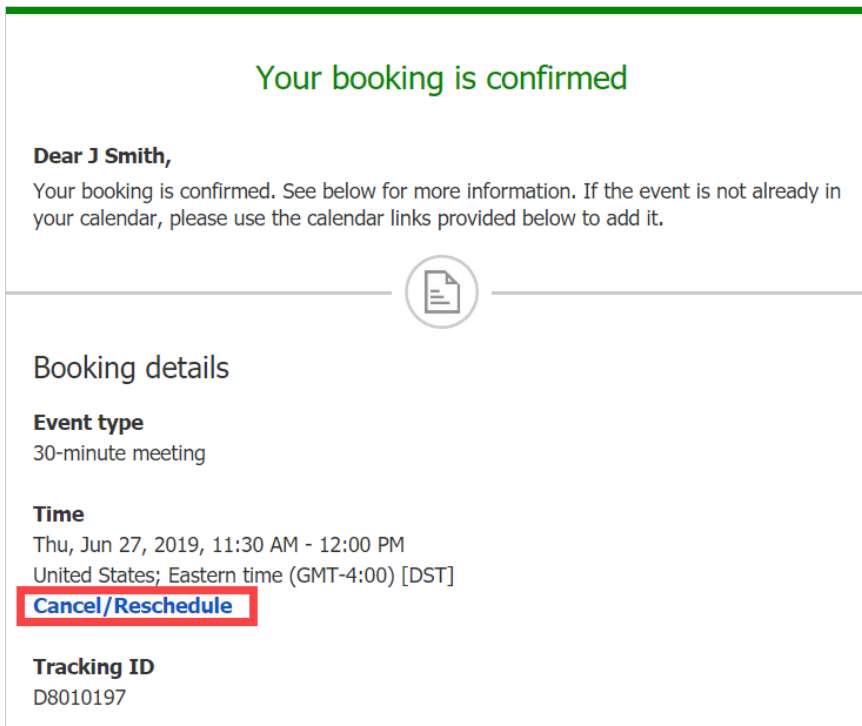 Your booking is confirmed
Dear J Smith,
Your booking is confirmed. See below for more information. If the event is not already in
your calendar, please use the calendar links provided below to add it.
Booking details
Event type
30-minute meeting
Time
Thu, Jun 27, 2019, 11:30 AM - 12:00 PM
United States; Eastern time (GMT-4:00) [DST]
Cancel/Reschedule
Tracking ID
D8010197